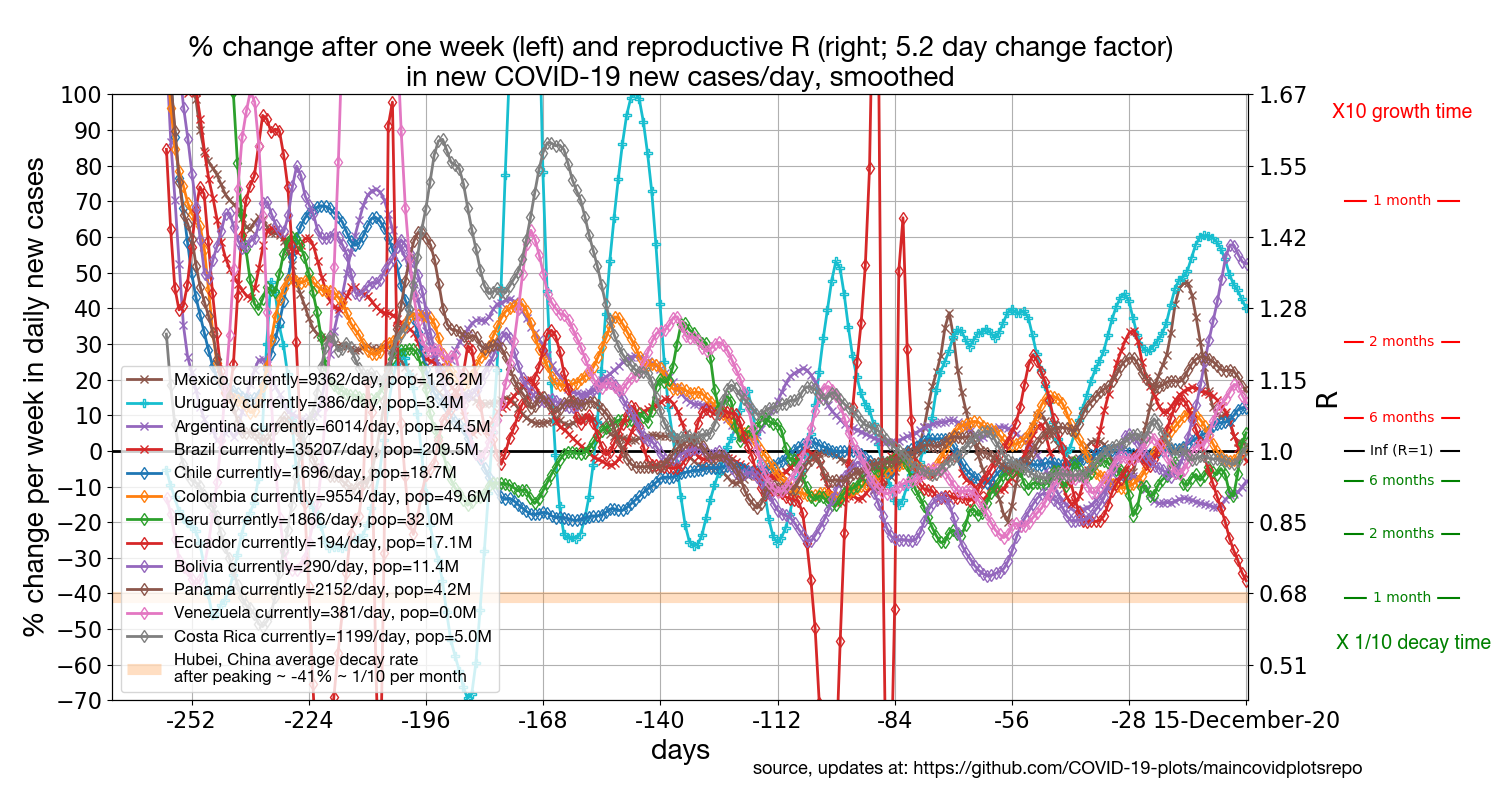 % change after one week (left) and reproductive R (right; 5.2 day change factor)
in new COVID-19 new cases/day, smoothed
% change per week in daily new cases
100
90
80
70
60
50
40
30
20
10
0
−10
−20
−30
−40
−50
−60
−70
1.67
1.55
1.42
1.28
1.15
1.0
0.85
0.68
0.51
R
X10 growth time
1 month
2 months
6 months
Inf (R=1)
6 months
2 months
1 month
X 1/10 decay time
Mexico currently=9362/day, pop=126.2M
Uruguay currently=386/day, pop=3.4M
Argentina currently=6014/day, pop=44.5M
Brazil currently=35207/day, pop=209.5M
Chile currently=1696/day, pop=18.7M
Colombia currently=9554/day, pop=49.6M
Peru currently=1866/day, pop=32.0M
Ecuador currently=194/day, pop=17.1M
Bolivia currently=290/day, pop=11.4M
Panama currently=2152/day, pop=4.2M
Venezuela currently=381/day, pop=0.0M
Costa Rica currently=1199/day, pop=5.0M
Hubei, China average decay rate
after peaking ~ -41% ~ 1/10 per month
-252 -224 -196 -168 -140 -112 -84 -56 -28 15-December-20
days
source, updates at: https://github.com/COVID-19-plots/maincovidplotsrepo